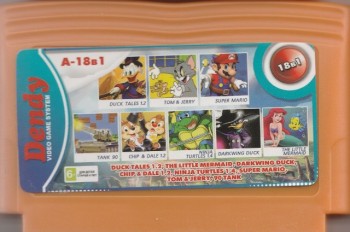 A-18в1
18в1
Dendy
VIDEO GAME SYSTEM
DUCK TALES 1.2
TOM & JERRY
SUPER MARIO
TANK 90
CHIP & DALE 1.2
NINJA TURTLES 1.4
DARKWING DUCK
THE LITTLE MERMAID
DUCK TALES 1.2, THE LITTLE MERMAID, DARKWING DUCK,
CHIP & DALE 1.2, NINJA TURTLES 1-4, SUPER MARIO
TOM & JERRY, 90 TANK